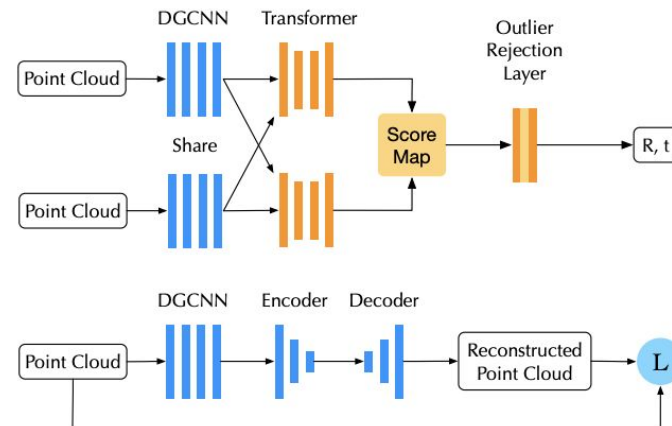 DGCNN
Transformer
Outlier
Rejection
Layer
Point Cloud
Share
Score
Map
R, t
Point Cloud
DGCNN
Encoder
Decoder
Point Cloud
Reconstructed
Point Cloud
L